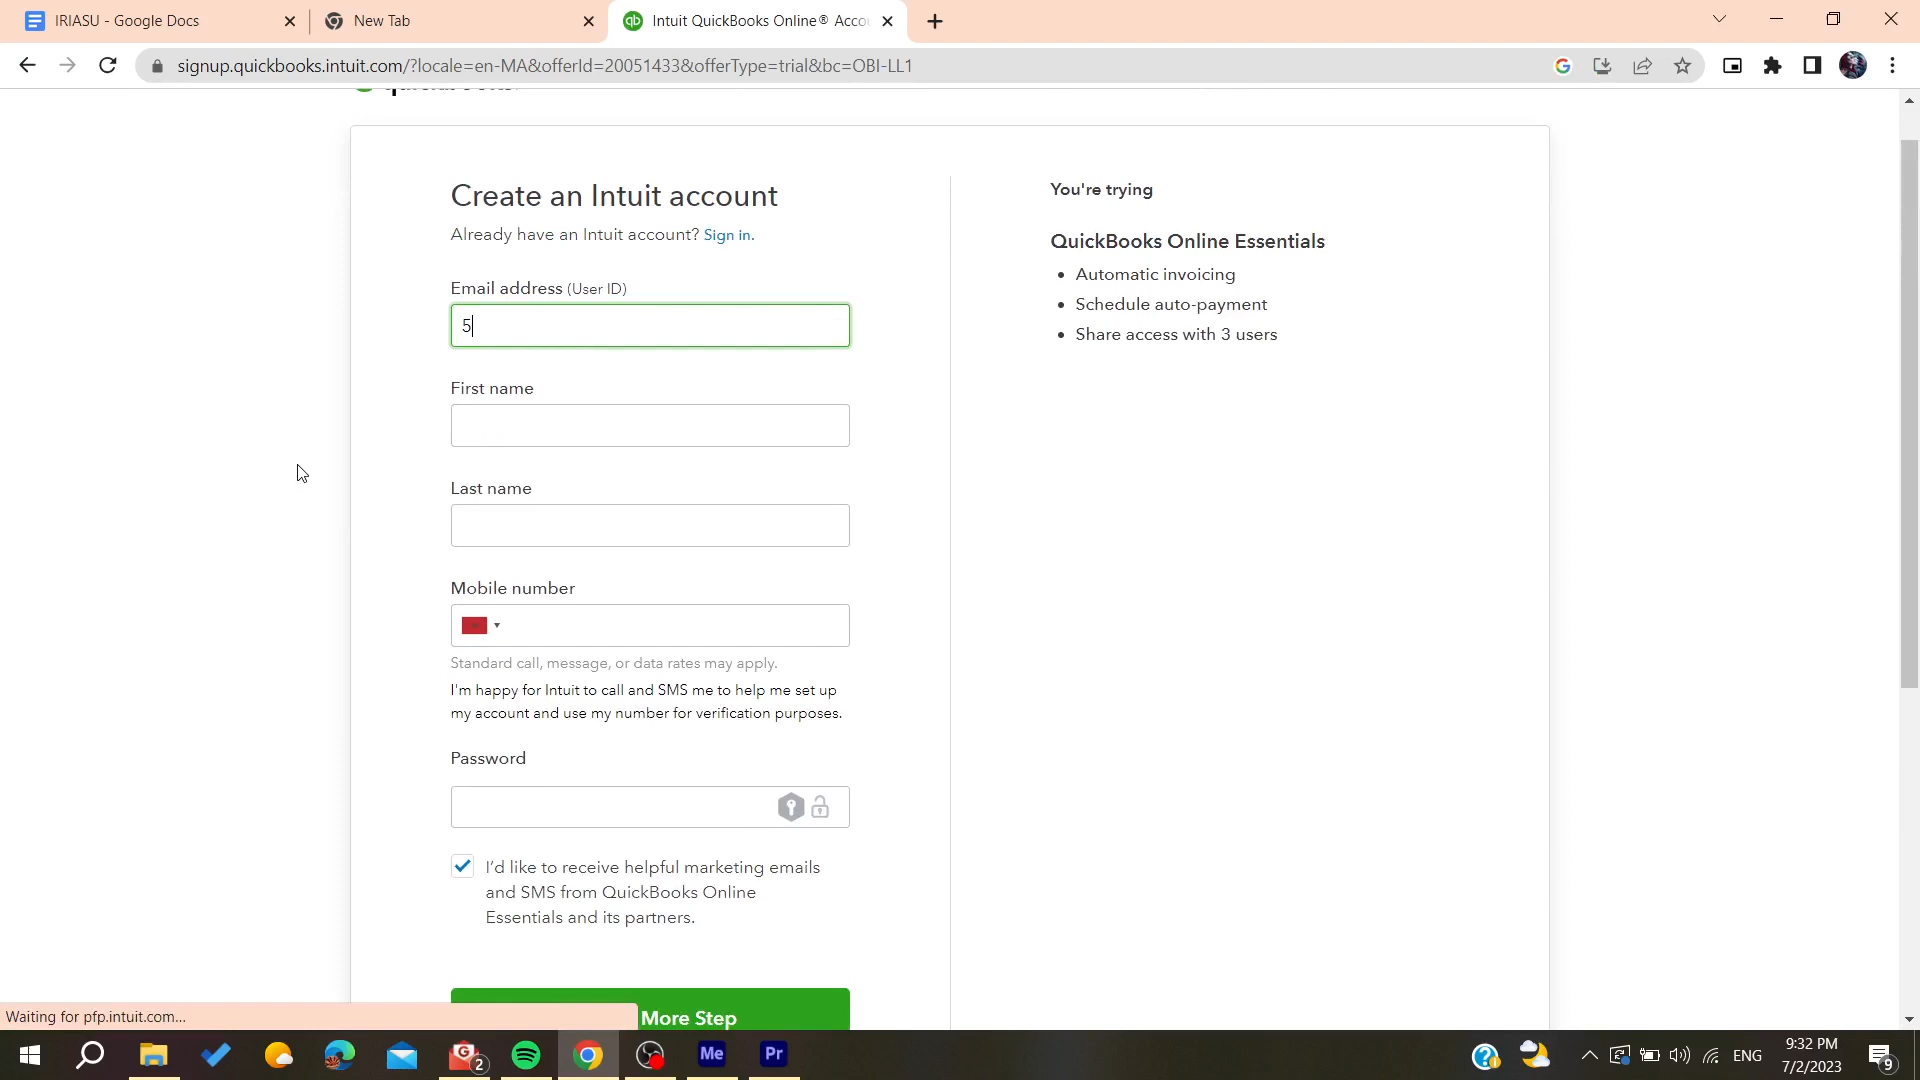 IRIASU - Google Docs
New Tab
Intuit QuickBooks Online® Accou
signup.quickbooks.intuit.com/?locale=en-MA&offerId=20051433&offerType=trial&bc=OBI-LL1
Create an Intuit account
Already have an Intuit account? Sign in.
Email address (User ID)
5
First name
Last name
Mobile number
Standard call, message, or data rates may apply.
I'm happy for Intuit to call and SMS me to help me set up
my account and use my number for verification purposes.
Password
I'd like to receive helpful marketing emails
and SMS from QuickBooks Online
Essentials and its partners.
More Step
You're trying
QuickBooks Online Essentials
• Automatic invoicing
• Schedule auto-payment
• Share access with 3 users
Waiting for pfp.intuit.com...
2
Me
Pr
ENG
9:32 PM
7/2/2023
9